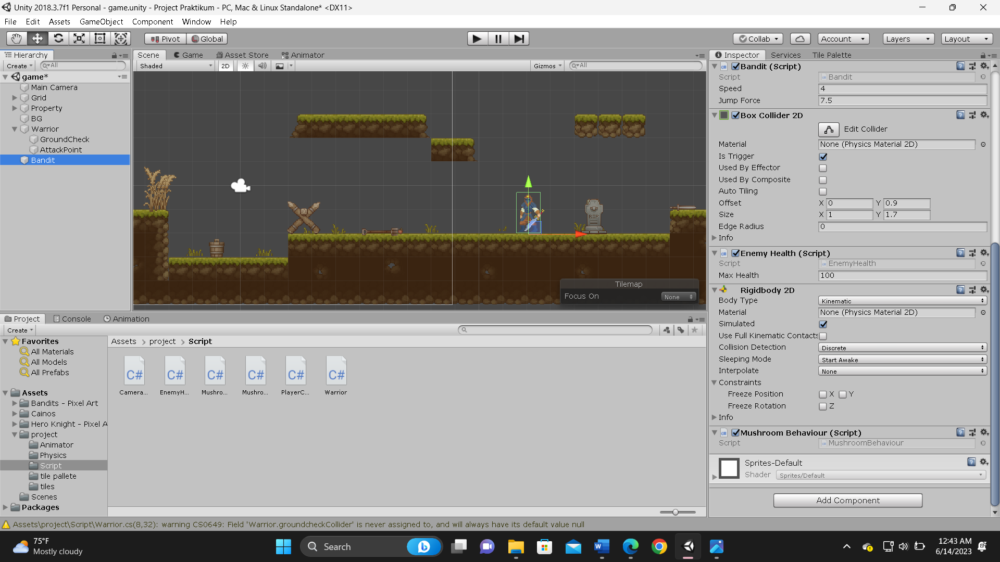 Unity 2018.3.7f1 Personal - game.unity - Project Praktikum - PC, Mac & Linux Standalone* <DX11>
File Edit Assets GameObject Component Window Help
Pivot Global Collab Account Layers Layout
Hierarchy
Create All
game*
Main Camera
Grid
Property
BG
Warrior
GroundCheck
AttackPoint
Bandit
Scene Game Asset Store Animator
Shaded 2D Gizmos All
RIP
Tilemap
Focus On None
Inspector Services Tile Palette
Bandit (Script)
Script Bandit
Speed 4
Jump Force 7.5
Box Collider 2D
Edit Collider
Material None (Physics Material 2D)
Is Trigger
Used By Effector
Used By Composite
Auto Tiling
Offset X 0 Y 0.9
Size X 1 Y 1.7
Edge Radius 0
Info
Enemy Health (Script)
Script EnemyHealth
Max Health 100
Rigidbody 2D
Body Type Kinematic
Material None (Physics Material 2D)
Simulated
Use Full Kinematic Contacts
Collision Detection Discrete
Sleeping Mode Start Awake
Interpolate None
Constraints
Freeze Position X Y
Freeze Rotation Z
Info
Mushroom Behaviour (Script)
Script MushroomBehaviour
Sprites-Default
Shader Sprites/Default
Add Component
Project Console Animation
Create
Favorites
All Materials
All Models
All Prefabs
Assets
Bandits - Pixel Art
Cainos
Hero Knight - Pixel A
project
Animator
Physics
Script
tile pallete
tiles
Scenes
Packages
Assets > project > Script
C# C# C# C# C# C#
Camera... EnemyH... Mushro... Mushro... PlayerC... Warrior
Assets\project\Script\Warrior.cs(8,32): warning CS0649: Field 'Warrior.groundcheckCollider' is never assigned to, and will always have its default value null
75°F
Mostly cloudy
Search
12:43 AM
6/14/2023